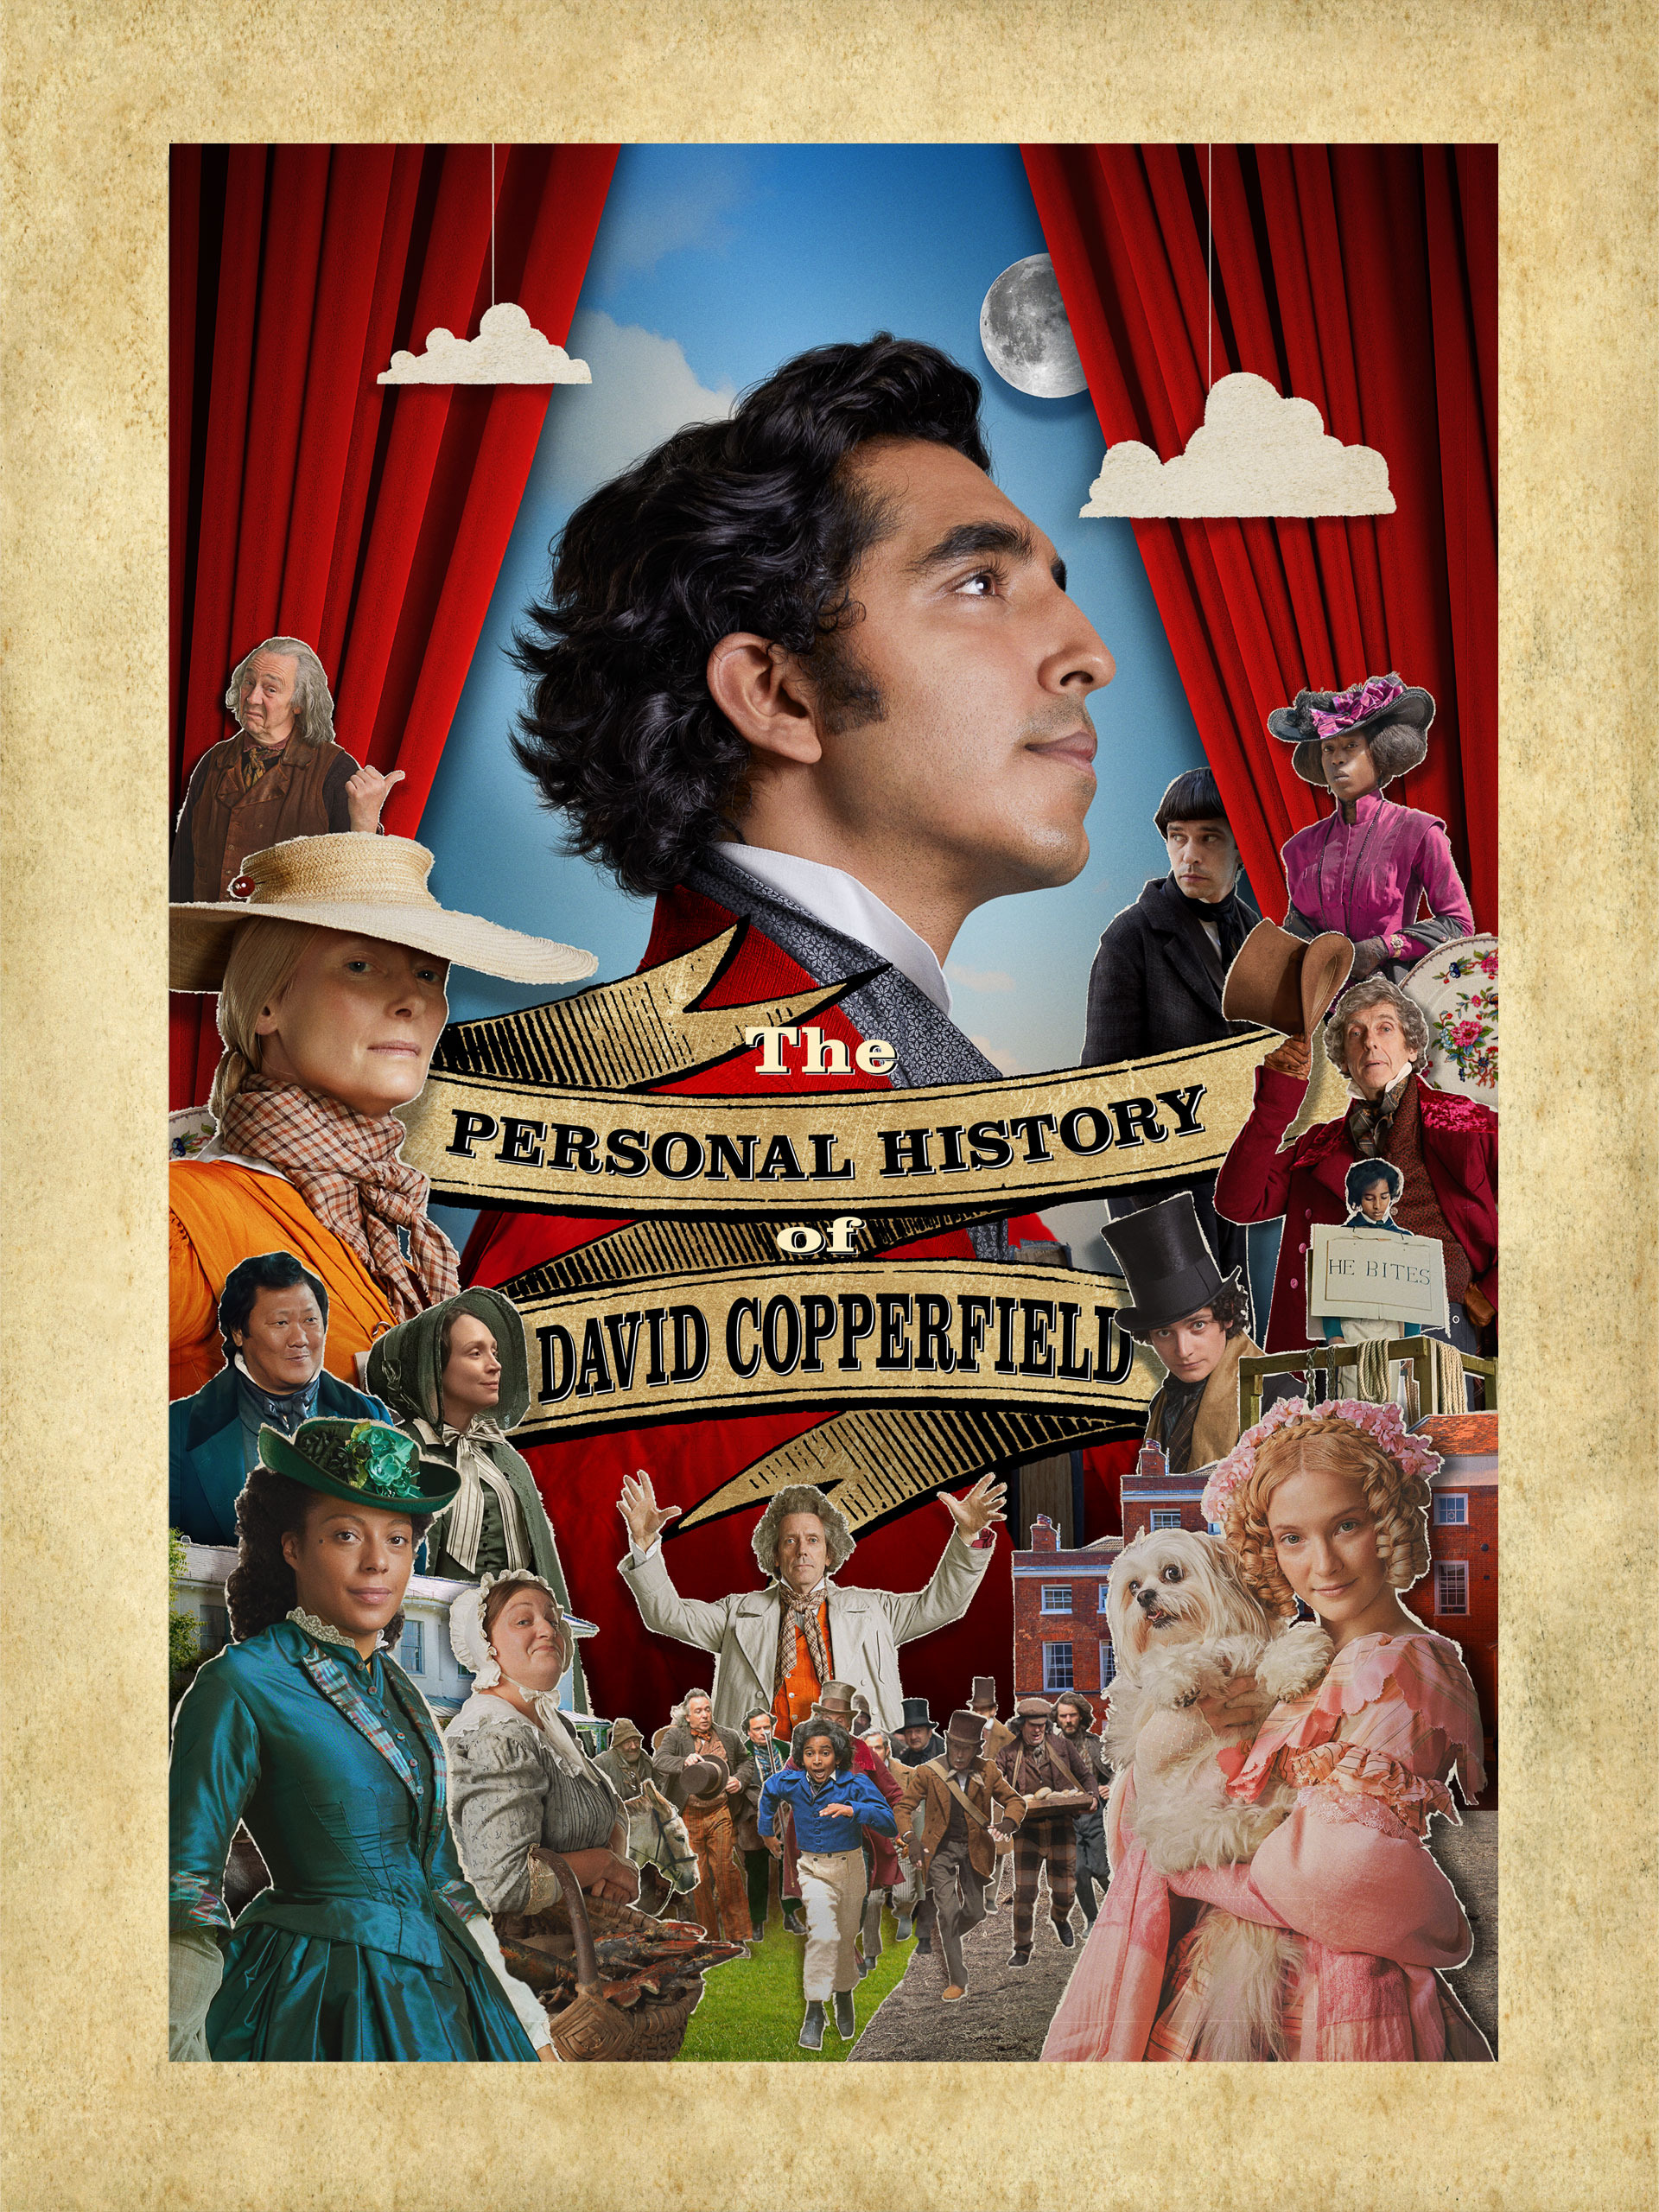 The
PERSONAL HISTORY
of
DAVID COPPERFIELD
HE BITES